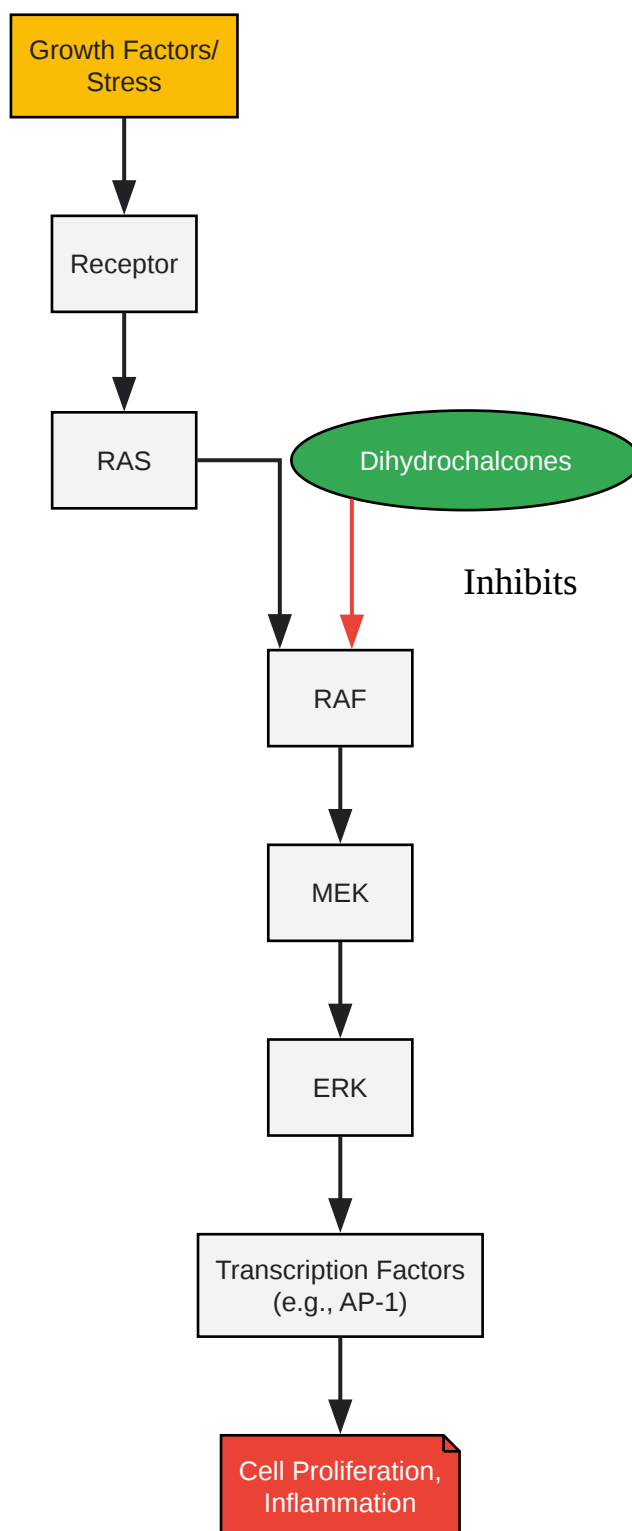 Growth Factors/
Stress
Receptor
RAS
Dihydrochalcones
Inhibits
RAF
MEK
ERK
Transcription Factors
(e.g., AP-1)
Cell Proliferation,
Inflammation